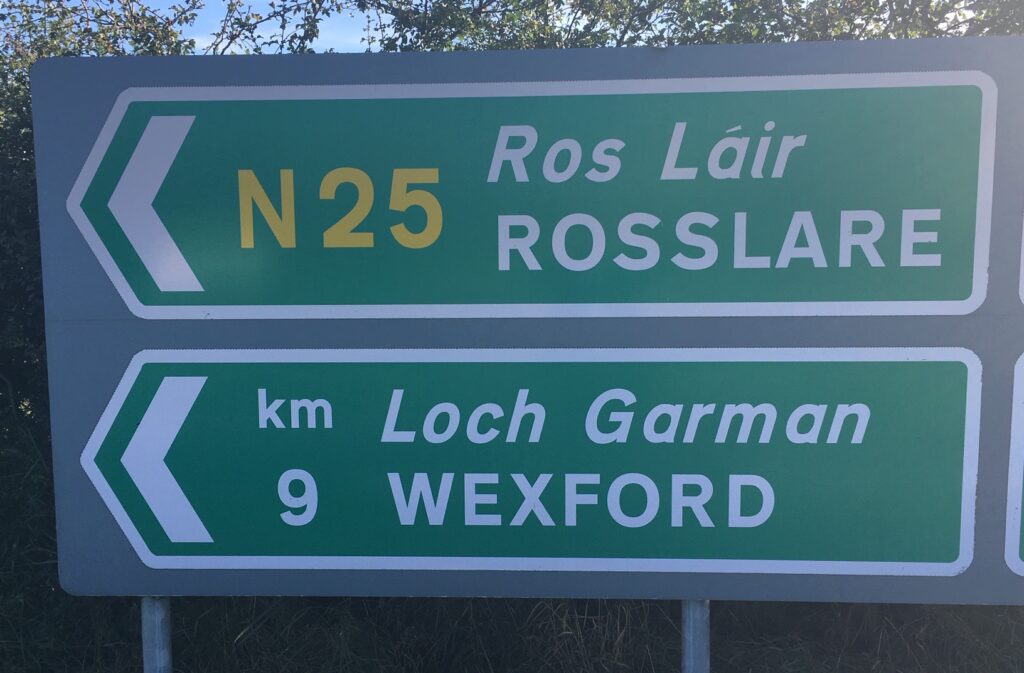 N25
Ros Láir
ROSSLARE
km
Loch Garman
9
WEXFORD